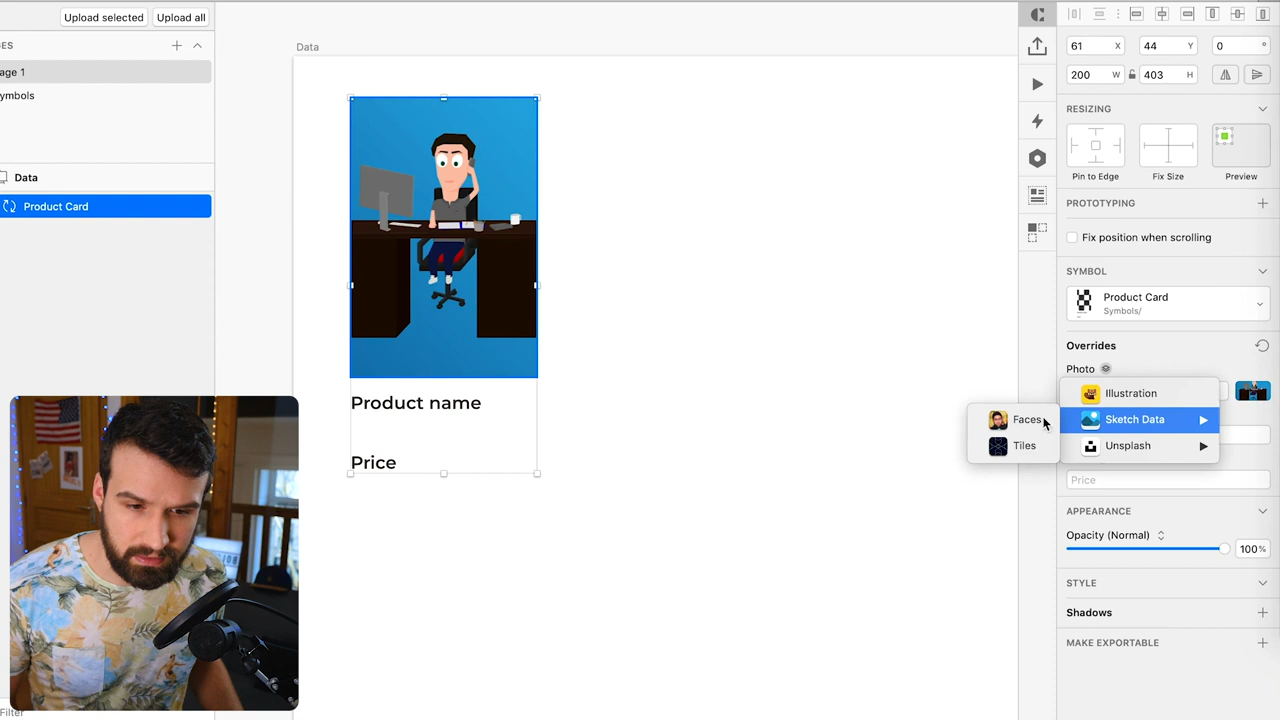 Upload selected
Upload all
ES
age 1
ymbols
Data
Product Card
Filter
Data
Product name
Price
61 X
44 Y
0 °
200 W
403 H
RESIZING
Pin to Edge
Fix Size
Preview
PROTOTYPING
Fix position when scrolling
SYMBOL
Product Card
Symbols/
Overrides
Photo
Illustration
Sketch Data
Unsplash
Faces
Tiles
Price
APPEARANCE
Opacity (Normal)
100 %
STYLE
Shadows
MAKE EXPORTABLE